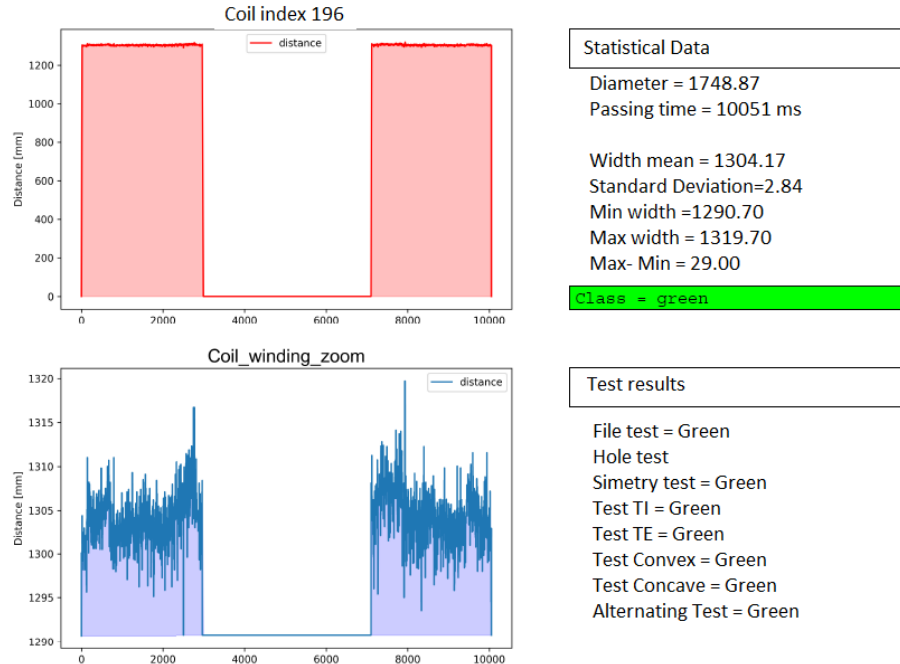 Coil index 196
distance
1200
1000
800
600
400
200
0
Distance [mm]
0 2000 4000 6000 8000 10000
Statistical Data
Diameter = 1748.87
Passing time = 10051 ms
Width mean = 1304.17
Standard Deviation=2.84
Min width =1290.70
Max width = 1319.70
Max- Min = 29.00
Class = green
Coil_winding_zoom
distance
1320
1315
1310
1305
1300
1295
1290
Distance [mm]
0 2000 4000 6000 8000 10000
Test results
File test = Green
Hole test
Simetry test = Green
Test TI = Green
Test TE = Green
Test Convex = Green
Test Concave = Green
Alternating Test = Green